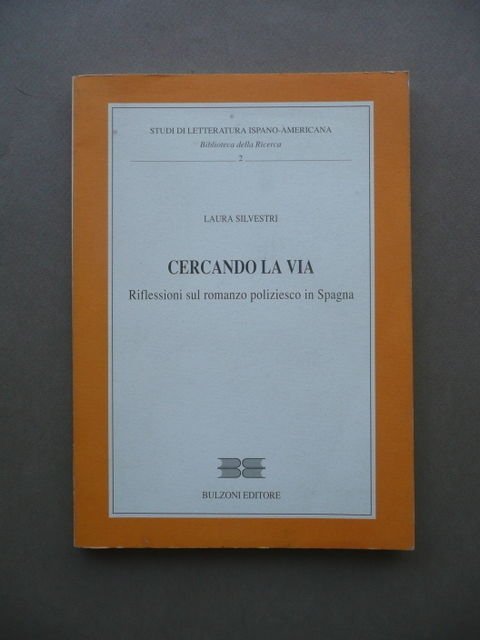 STUDI DI LETTERATURA ISPANO-AMERICANA
Biblioteca della Ricerca
2
LAURA SILVESTRI
CERCANDO LA VIA
Riflessioni sul romanzo poliziesco in Spagna
BULZONI EDITORE